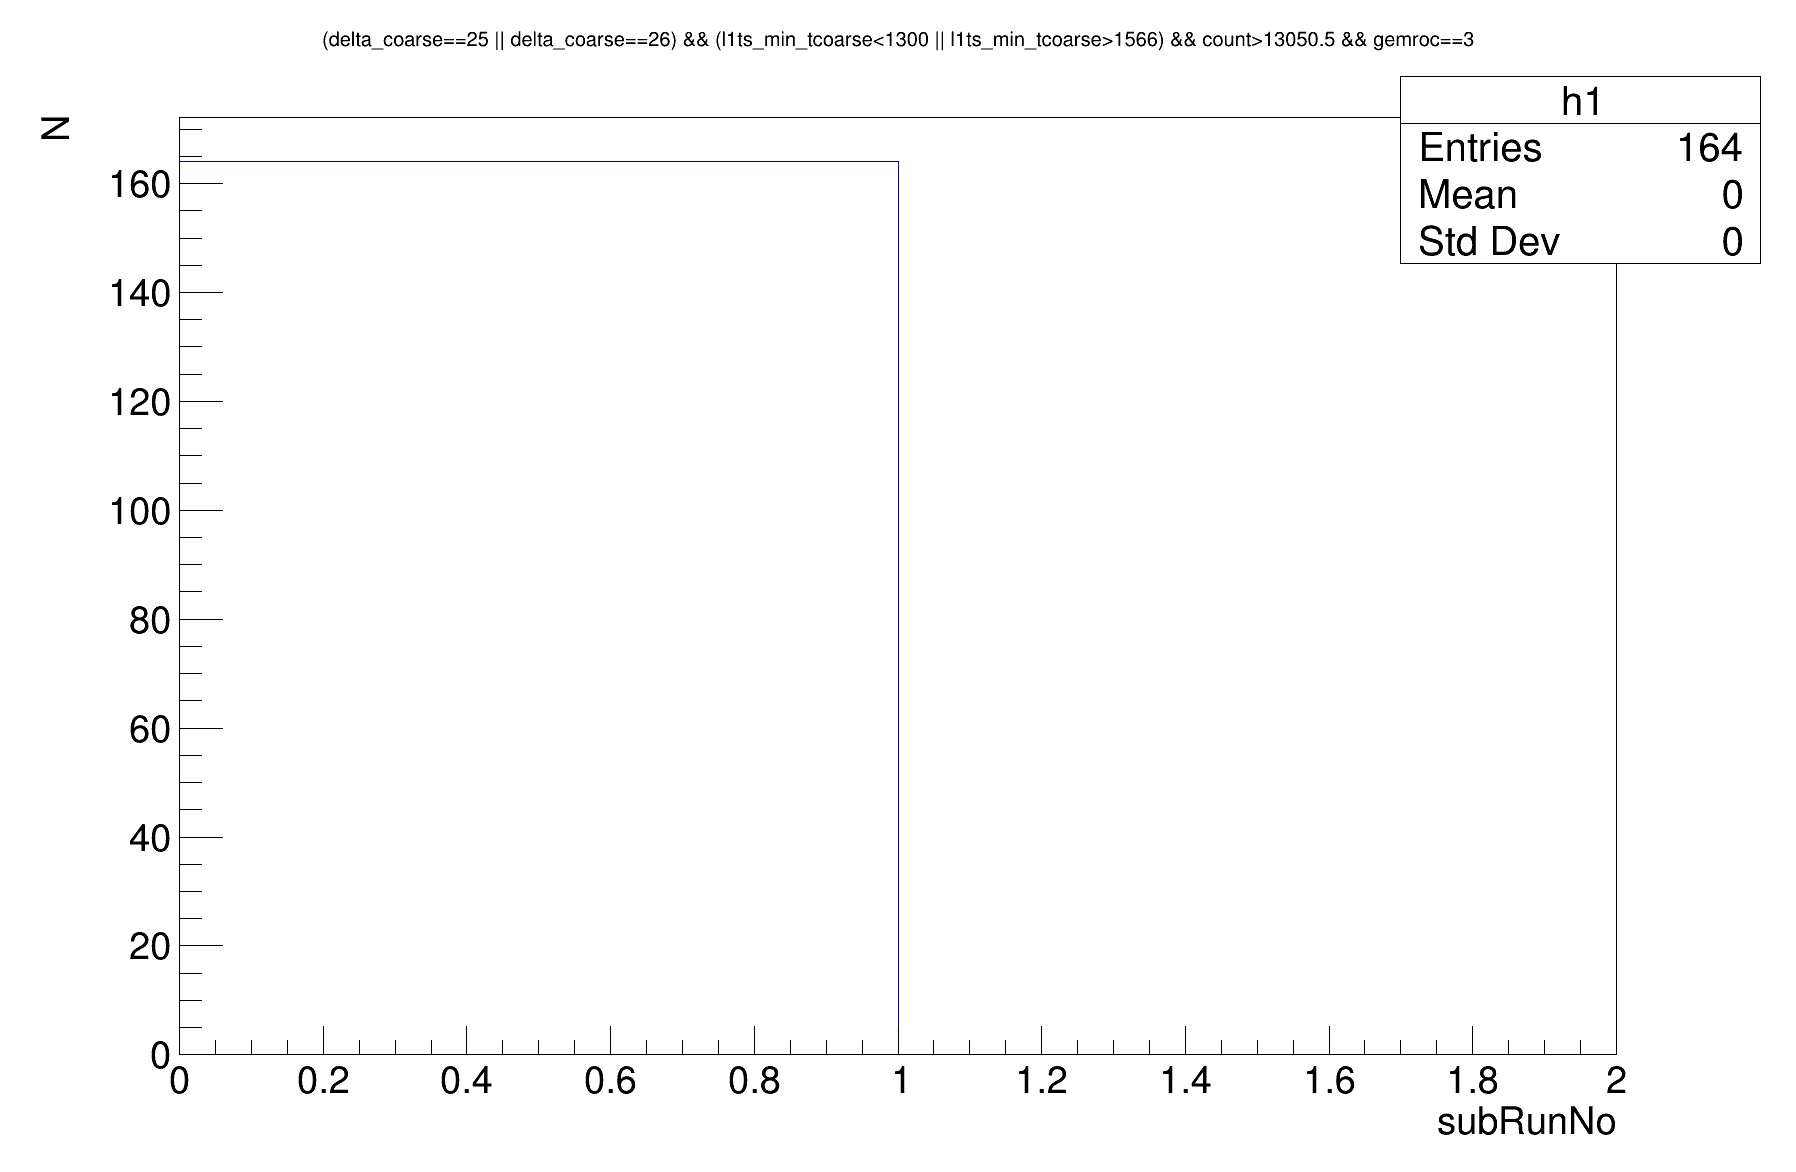 (delta_coarse==25 || delta_coarse==26) && (l1ts_min_tcoarse<1300 || l1ts_min_tcoarse>1566) && count>13050.5 && gemroc==3
N
h1
Entries 164
Mean 0
Std Dev 0
160
140
120
100
80
60
40
20
0
0 0.2 0.4 0.6 0.8 1 1.2 1.4 1.6 1.8 2
subRunNo